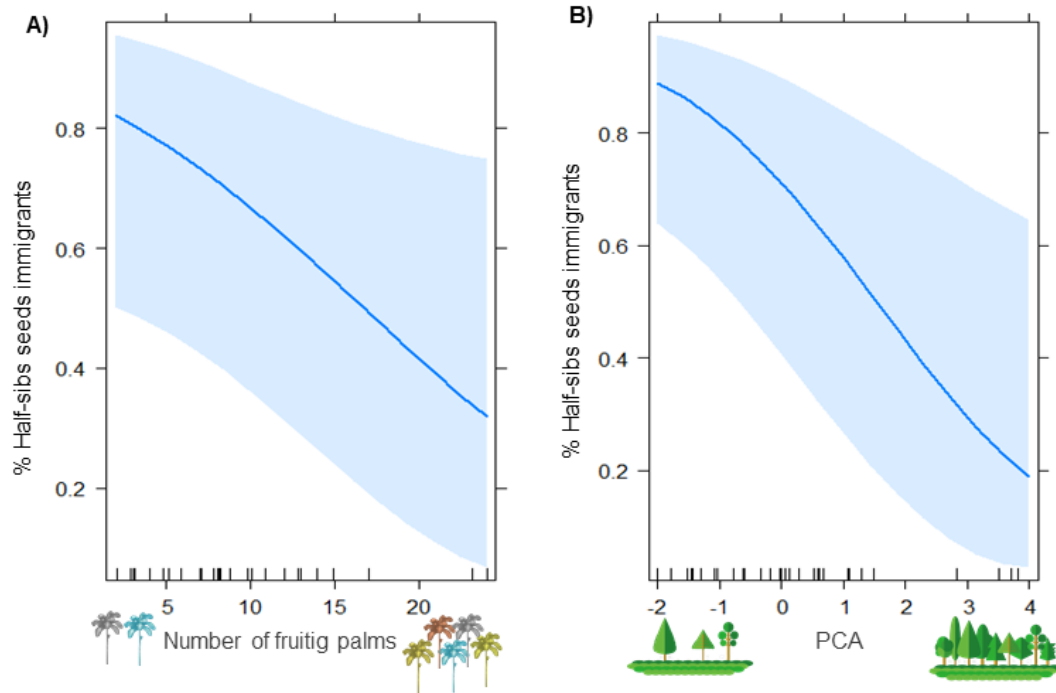 A)
% Half-sibs seeds immigrants
0.8
0.6
0.4
0.2
5 10 15 20
Number of fruitig palms
B)
% Half-sibs seeds immigrants
0.8
0.6
0.4
0.2
-2 -1 0 1 2 3 4
PCA